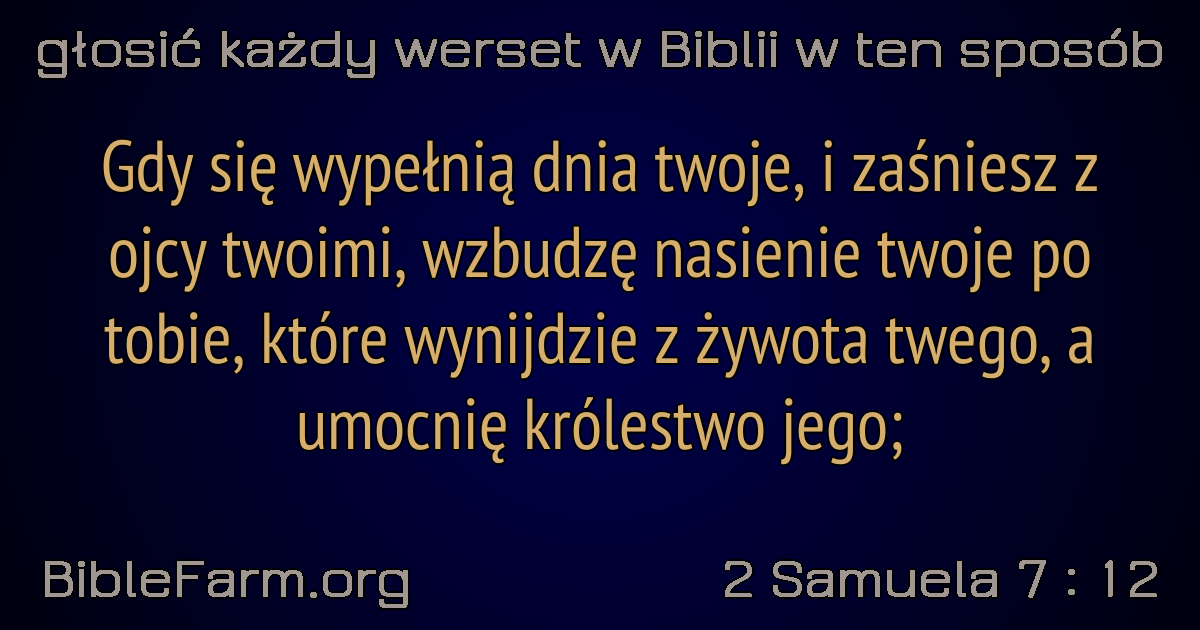 głosić każdy werset w Biblii w ten sposób
Gdy się wypełnią dnia twoje, i zaśniesz z
ojcy twoimi, wzbudzę nasienie twoje po
tobie, które wynijdzie z żywota twego, a
umocnię królestwo jego;
BibleFarm.org
2 Samuela 7 : 12